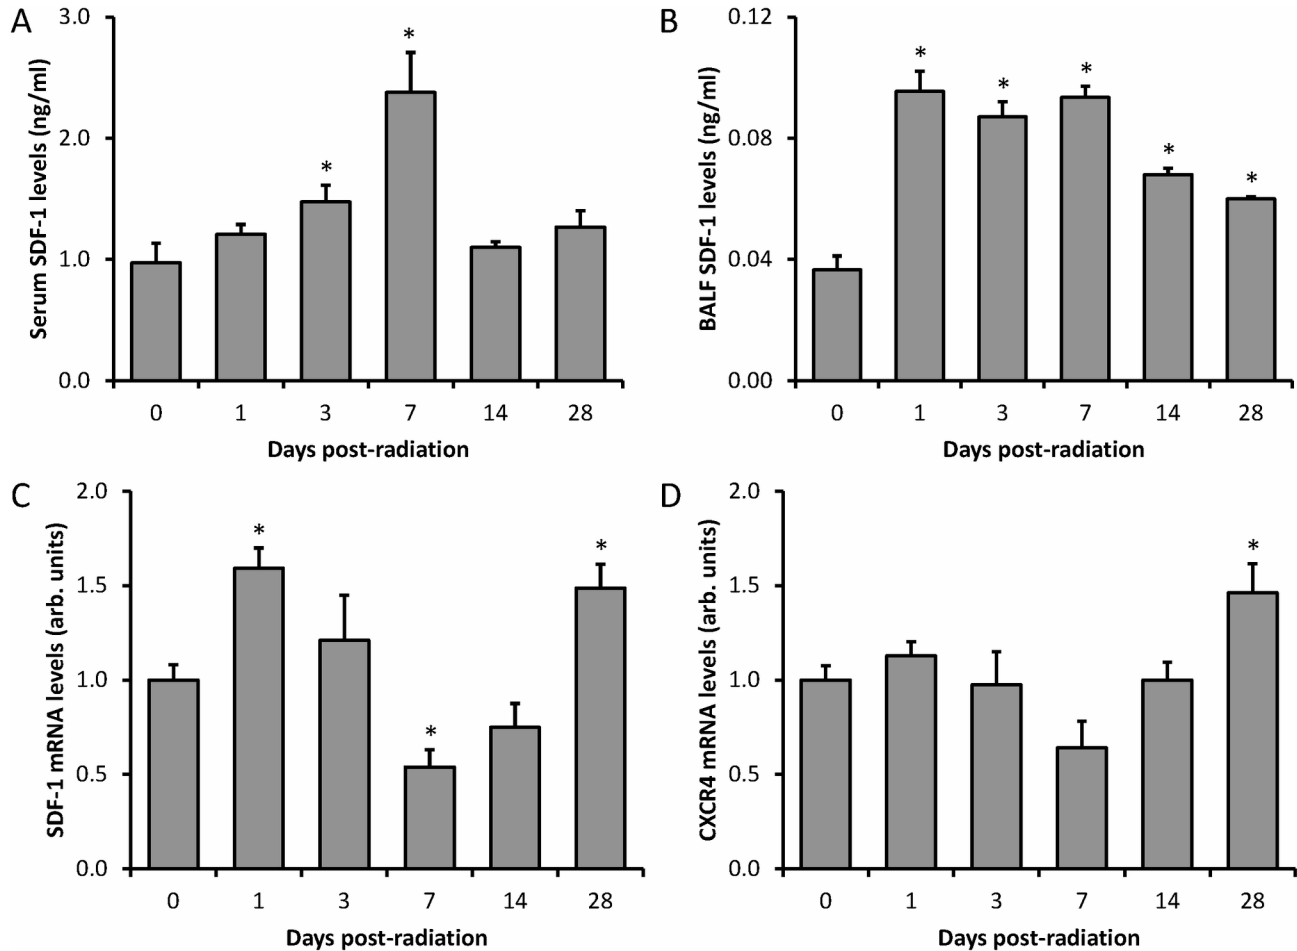 A
Serum SDF-1 levels (ng/ml)
3.0
2.0
1.0
0.0
*
*
0 1 3 7 14 28
Days post-radiation
B
BALF SDF-1 levels (ng/ml)
0.12
0.08
0.04
0.00
*
*
*
*
*
0 1 3 7 14 28
Days post-radiation
C
SDF-1 mRNA levels (arb. units)
2.0
1.5
1.0
0.5
0.0
*
*
*
0 1 3 7 14 28
Days post-radiation
D
CXCR4 mRNA levels (arb. units)
2.0
1.5
1.0
0.5
0.0
*
0 1 3 7 14 28
Days post-radiation